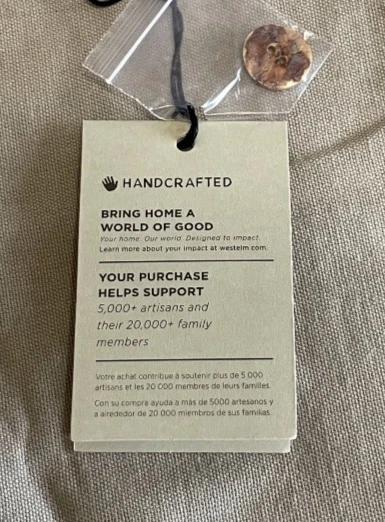 HANDCRAFTED
BRING HOME A
WORLD OF GOOD
Your home. Our world. Designed to impact.
Learn more about your impact at westelm.com.
YOUR PURCHASE
HELPS SUPPORT
5,000+ artisans and
their 20,000+ family
members
Votre achat contribue à soutenir plus de 5 000
artisans et les 20 000 membres de leurs familles.
Con su compra ayuda a más de 5000 artesanos y
a alrededor de 20 000 miembros de sus familias.